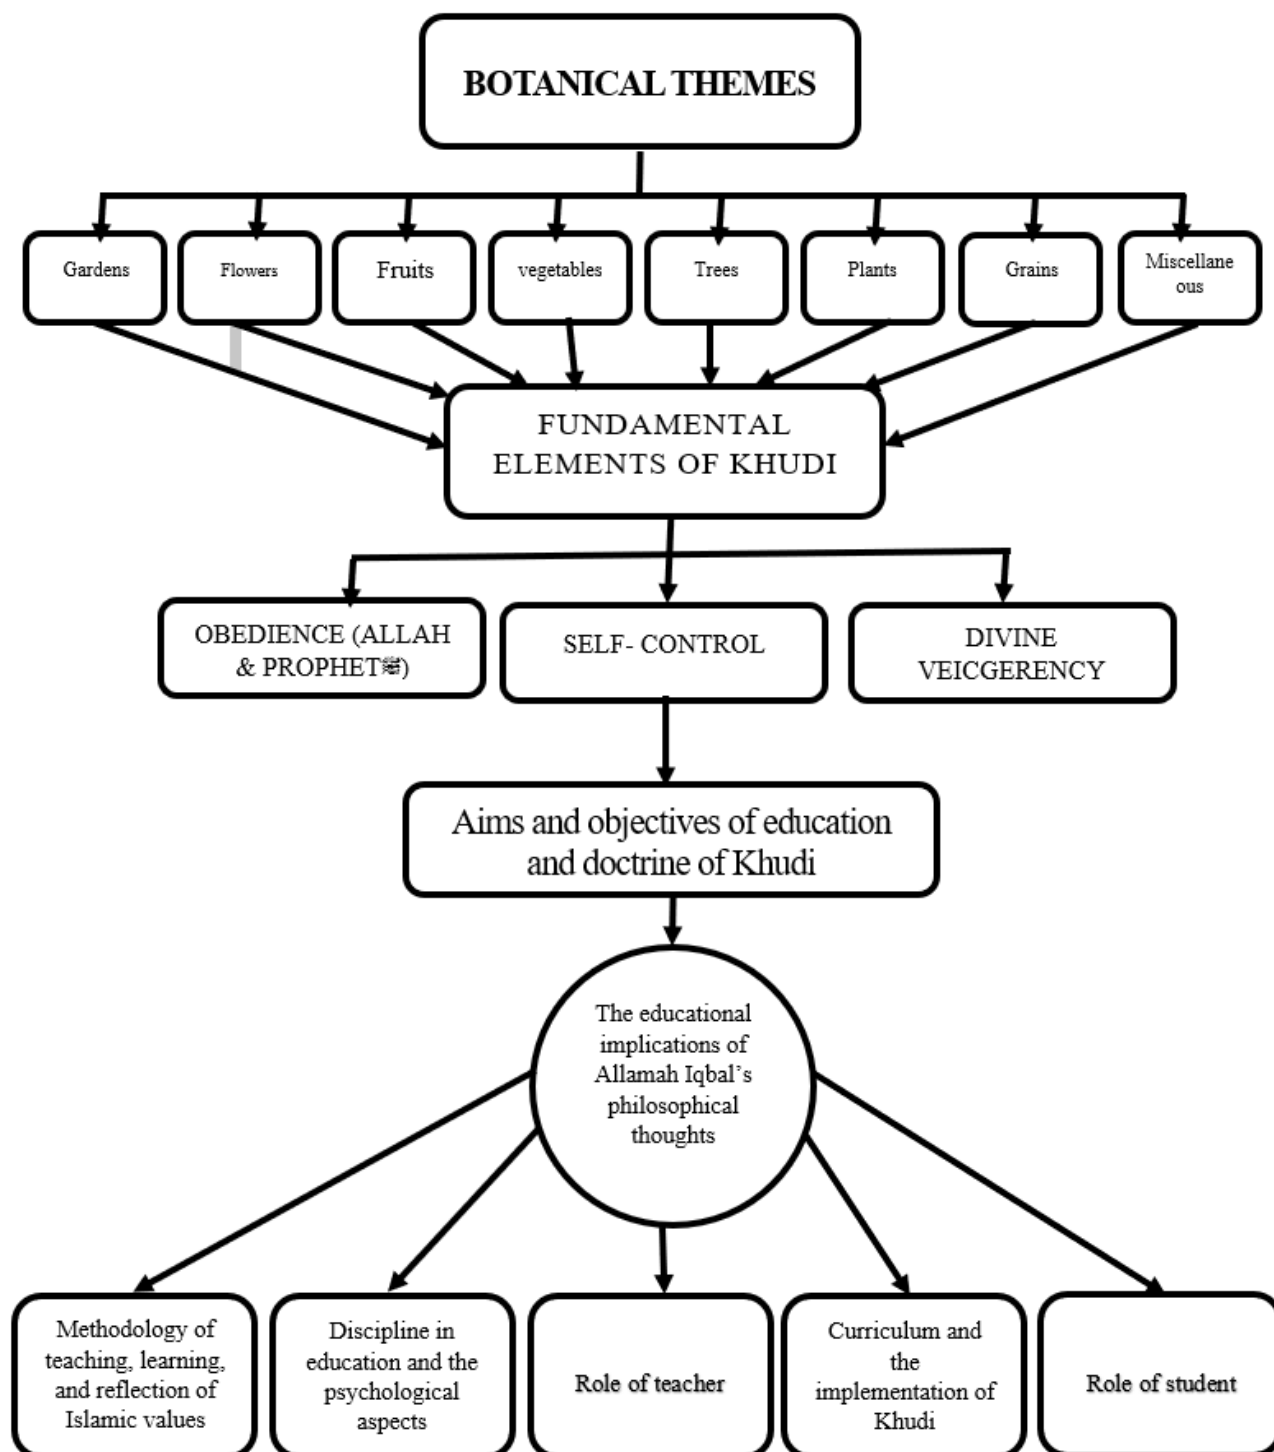 BOTANICAL THEMES
Gardens
Flowers
Fruits
vegetables
Trees
Plants
Grains
Miscellane
ous
FUNDAMENTAL
ELEMENTS OF KHUDI
OBEDIENCE (ALLAH
& PROPHETﷺ)
SELF- CONTROL
DIVINE
VEICGERENCY
Aims and objectives of education
and doctrine of Khudi
The educational
implications of
Allamah Iqbal’s
philosophical
thoughts
Methodology of
teaching, learning,
and reflection of
Islamic values
Discipline in
education and the
psychological
aspects
Role of teacher
Curriculum and
the
implementation of
Khudi
Role of student